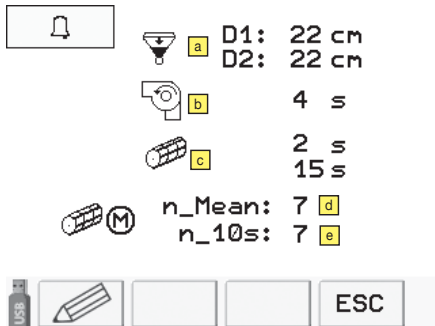 a D1: 22 cm
D2: 22 cm
b 4 s
2 s
c 15 s
M n_Mean: 7 d
n_10s: 7 e
USB ESC